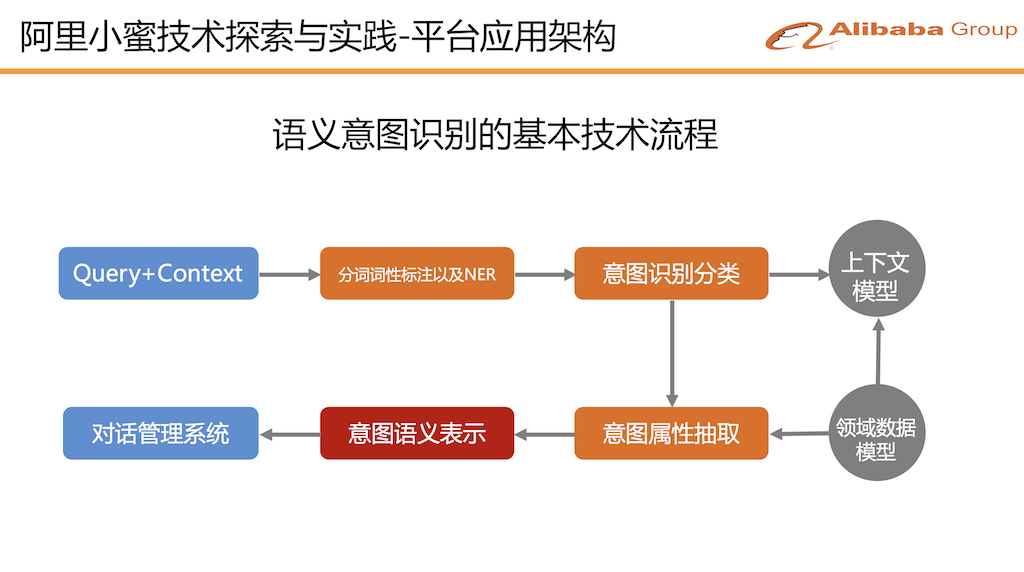 阿里小蜜技术探索与实践-平台应用架构
Alibaba Group
语义意图识别的基本技术流程
Query+Context
分词词性标注以及NER
意图识别分类
上下文
模型
对话管理系统
意图语义表示
意图属性抽取
领域数据
模型